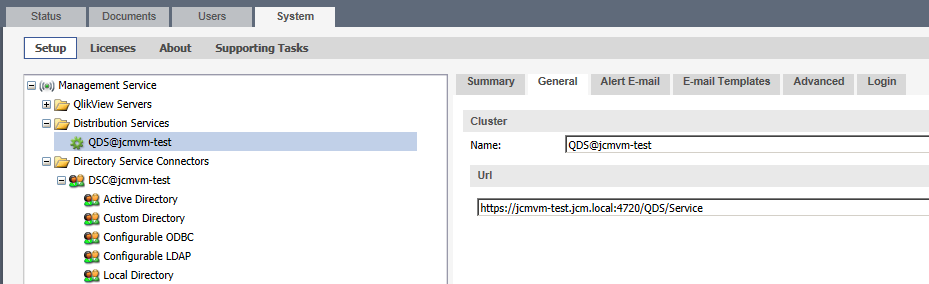 Status Documents Users System
Setup Licenses About Supporting Tasks
Management Service
QlikView Servers
Distribution Services
QDS@jcmvm-test
Directory Service Connectors
DSC@jcmvm-test
Active Directory
Custom Directory
Configurable ODBC
Configurable LDAP
Local Directory
Summary General Alert E-mail E-mail Templates Advanced Login
Cluster
Name: QDS@jcmvm-test
Url
https://jcmvm-test.jcm.local:4720/QDS/Service